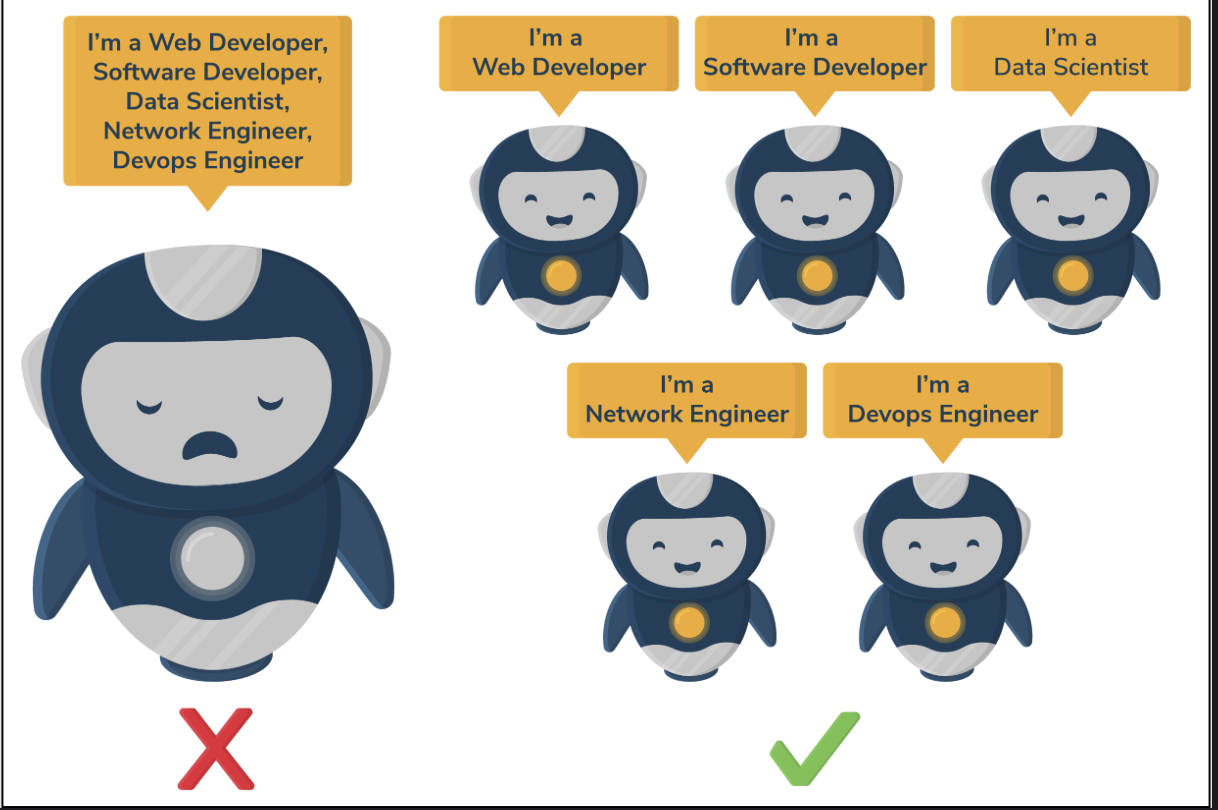 I’m a Web Developer,
Software Developer,
Data Scientist,
Network Engineer,
Devops Engineer
I’m a
Web Developer
I’m a
Software Developer
I’m a
Data Scientist
I’m a
Network Engineer
I’m a
Devops Engineer